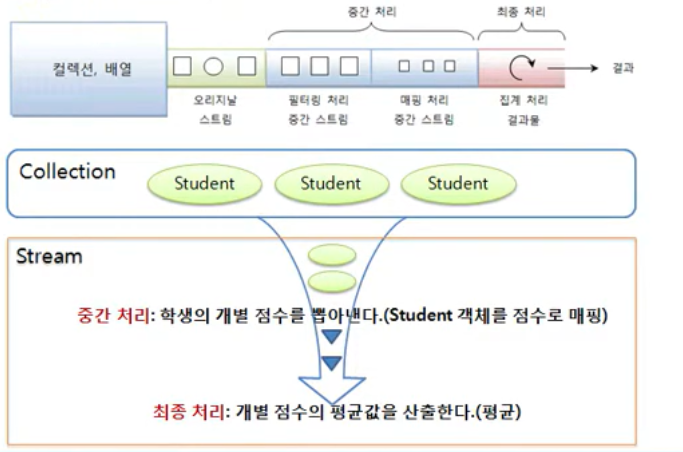 중간 처리
최종 처리
컬렉션, 배열
결과
오리지날
스트림
필터링 처리
중간 스트림
매핑 처리
중간 스트림
집계 처리
결과물
Collection
Student
Student
Student
Stream
중간 처리: 학생의 개별 점수를 뽑아낸다.(Student 객체를 점수로 매핑)
최종 처리: 개별 점수의 평균값을 산출한다.(평균)